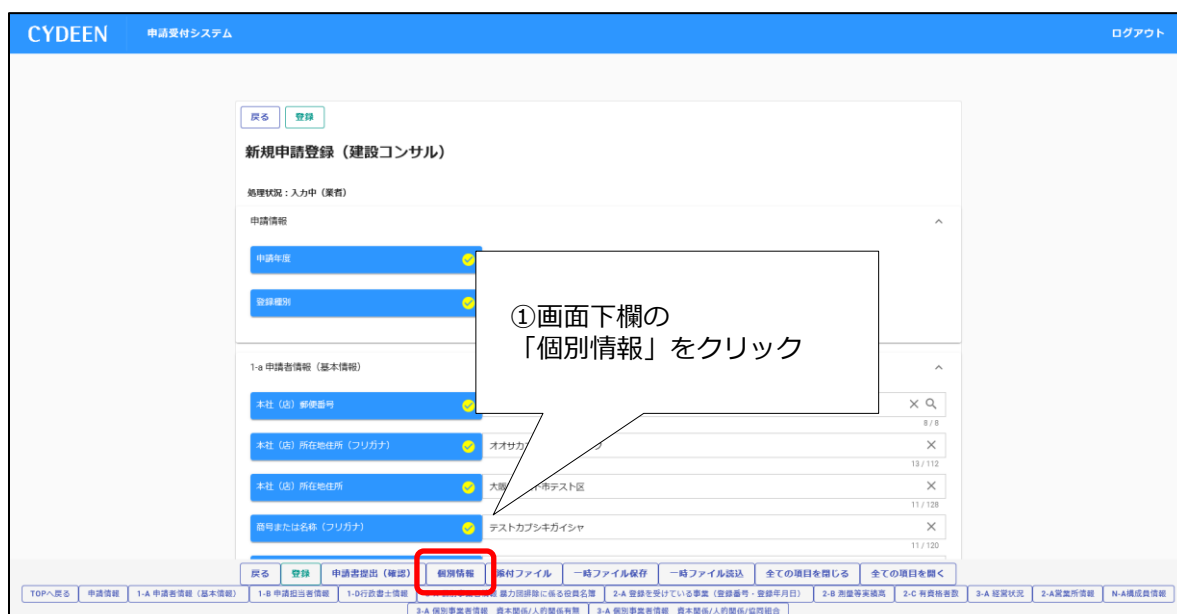 CYDEEN 申請受付システム ログアウト
戻る 登録
新規申請登録（建設コンサル）
処理状況：入力中（業者）
申請情報
申請年度
登録種別
①画面下欄の
「個別情報」をクリック
1-a 申請者情報（基本情報）
本社（店）郵便番号
8 / 8
本社（店）所在地住所（フリガナ） オオサカ
13 / 112
本社（店）所在地住所 大阪 市テスト区
11 / 128
商号または名称（フリガナ） テストカブシキガイシャ
11 / 120
戻る 登録 申請書提出（確認） 個別情報 添付ファイル 一時ファイル保存 一時ファイル読込 全ての項目を閉じる 全ての項目を開く
TOPへ戻る 申請情報 1-A 申請者情報（基本情報） 1-B 申請担当者情報 1-D行政書士情報 暴力団排除に係る役員名簿 2-A 登録を受けている事業（登録番号・登録年月日） 2-B 測量等実績高 2-C 有資格者数 3-A 経営状況 2-A営業所情報 N-A構成員情報
3-A 個別事業者情報 資本関係/人的関係有無 3-A 個別事業者情報 資本関係/人的関係/協同組合